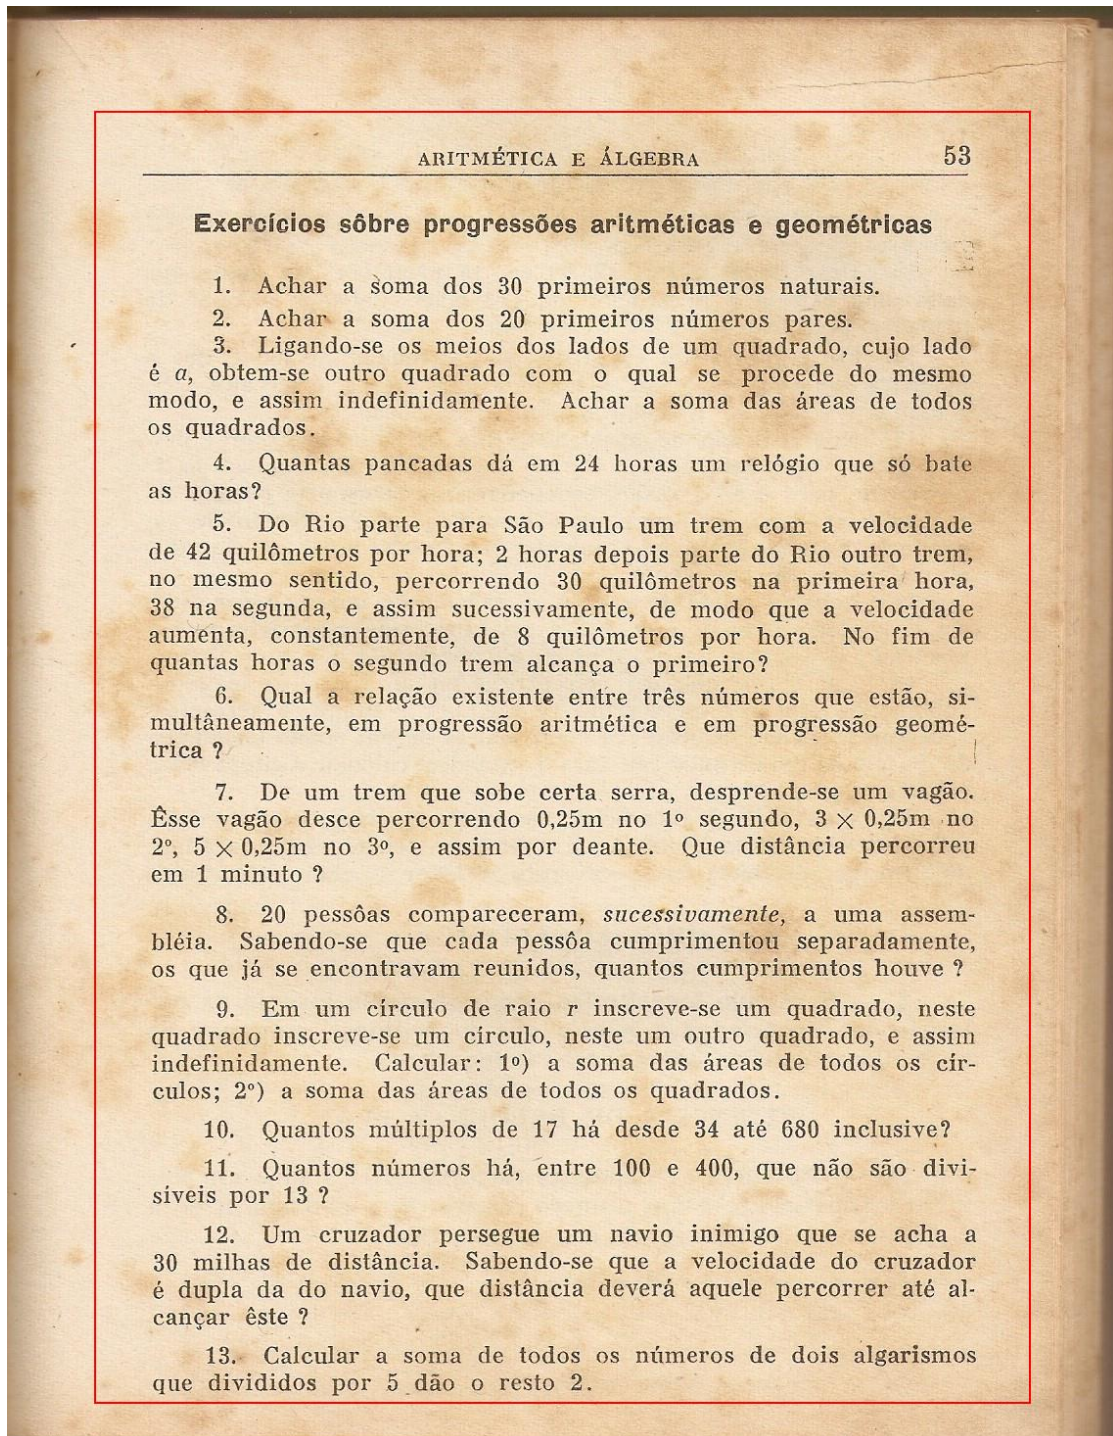 ARITMÉTICA E ÁLGEBRA 53
Exercícios sôbre progressões aritméticas e geométricas
1. Achar a soma dos 30 primeiros números naturais.
2. Achar a soma dos 20 primeiros números pares.
3. Ligando-se os meios dos lados de um quadrado, cujo lado
é a, obtem-se outro quadrado com o qual se procede do mesmo
modo, e assim indefinidamente. Achar a soma das áreas de todos
os quadrados.
4. Quantas pancadas dá em 24 horas um relógio que só bate
as horas?
5. Do Rio parte para São Paulo um trem com a velocidade
de 42 quilômetros por hora; 2 horas depois parte do Rio outro trem,
no mesmo sentido, percorrendo 30 quilômetros na primeira hora,
38 na segunda, e assim sucessivamente, de modo que a velocidade
aumenta, constantemente, de 8 quilômetros por hora. No fim de
quantas horas o segundo trem alcança o primeiro?
6. Qual a relação existente entre três números que estão, si-
multâneamente, em progressão aritmética e em progressão geomé-
trica ?
7. De um trem que sobe certa serra, desprende-se um vagão.
Êsse vagão desce percorrendo 0,25m no 1º segundo, 3 × 0,25m no
2º, 5 × 0,25m no 3º, e assim por deante. Que distância percorreu
em 1 minuto ?
8. 20 pessôas compareceram, sucessivamente, a uma assem-
bléia. Sabendo-se que cada pessôa cumprimentou separadamente,
os que já se encontravam reunidos, quantos cumprimentos houve ?
9. Em um círculo de raio r inscreve-se um quadrado, neste
quadrado inscreve-se um círculo, neste um outro quadrado, e assim
indefinidamente. Calcular: 1º) a soma das áreas de todos os cír-
culos; 2º) a soma das áreas de todos os quadrados.
10. Quantos múltiplos de 17 há desde 34 até 680 inclusive?
11. Quantos números há, entre 100 e 400, que não são divi-
síveis por 13 ?
12. Um cruzador persegue um navio inimigo que se acha a
30 milhas de distância. Sabendo-se que a velocidade do cruzador
é dupla da do navio, que distância deverá aquele percorrer até al-
cançar êste ?
13. Calcular a soma de todos os números de dois algarismos
que divididos por 5 dão o resto 2.